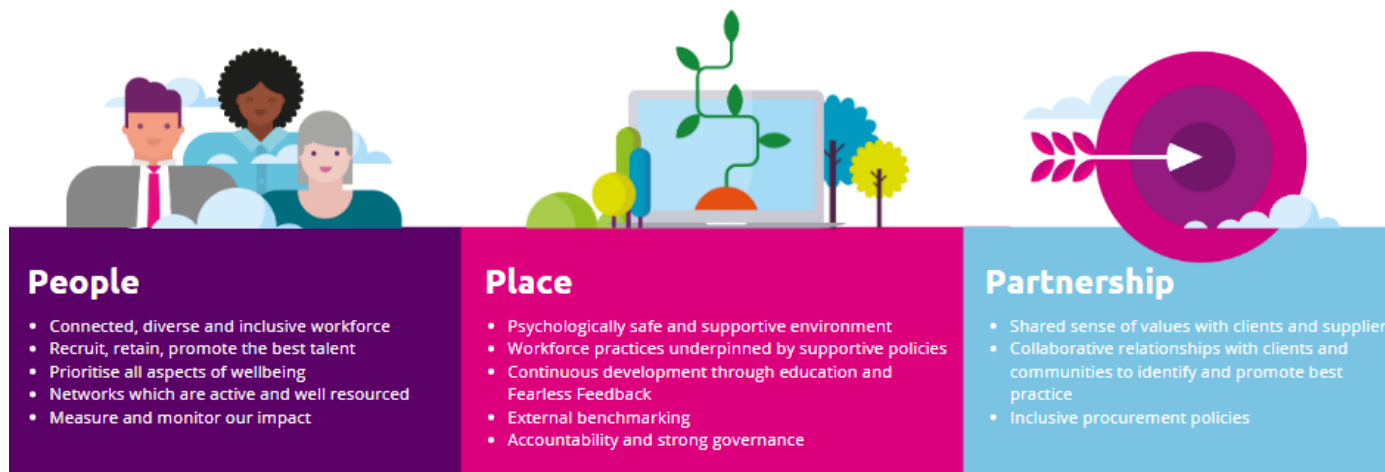 People
• Connected, diverse and inclusive workforce
• Recruit, retain, promote the best talent
• Prioritise all aspects of wellbeing
• Networks which are active and well resourced
• Measure and monitor our impact
Place
• Psychologically safe and supportive environment
• Workforce practices underpinned by supportive policies
• Continuous development through education and
Fearless Feedback
• External benchmarking
• Accountability and strong governance
Partnership
• Shared sense of values with clients and supplier
• Collaborative relationships with clients and
communities to identify and promote best
practice
• Inclusive procurement policies